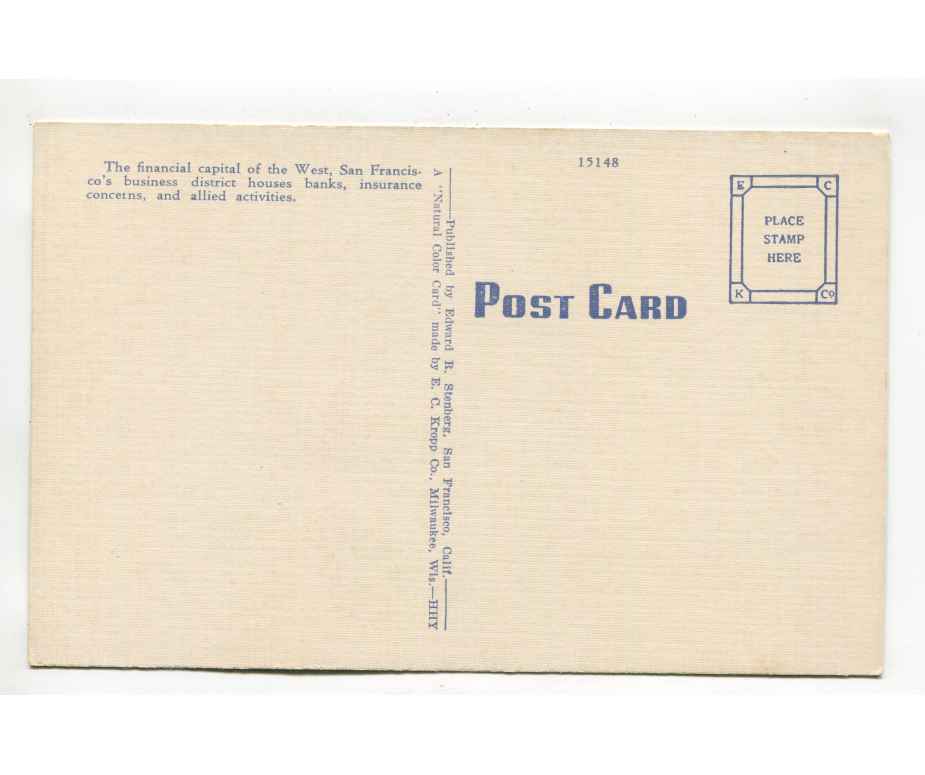 The financial capital of the West, San Francis-
co's business district houses banks, insurance
concerns, and allied activities.
Published by Edward R. Stenberg, San Francisco, Calif.
A "Natural Color Card" made by E. C. Kropp Co., Milwaukee, Wis.—HHY
15148
POST CARD
E C
PLACE
STAMP
HERE
K Co